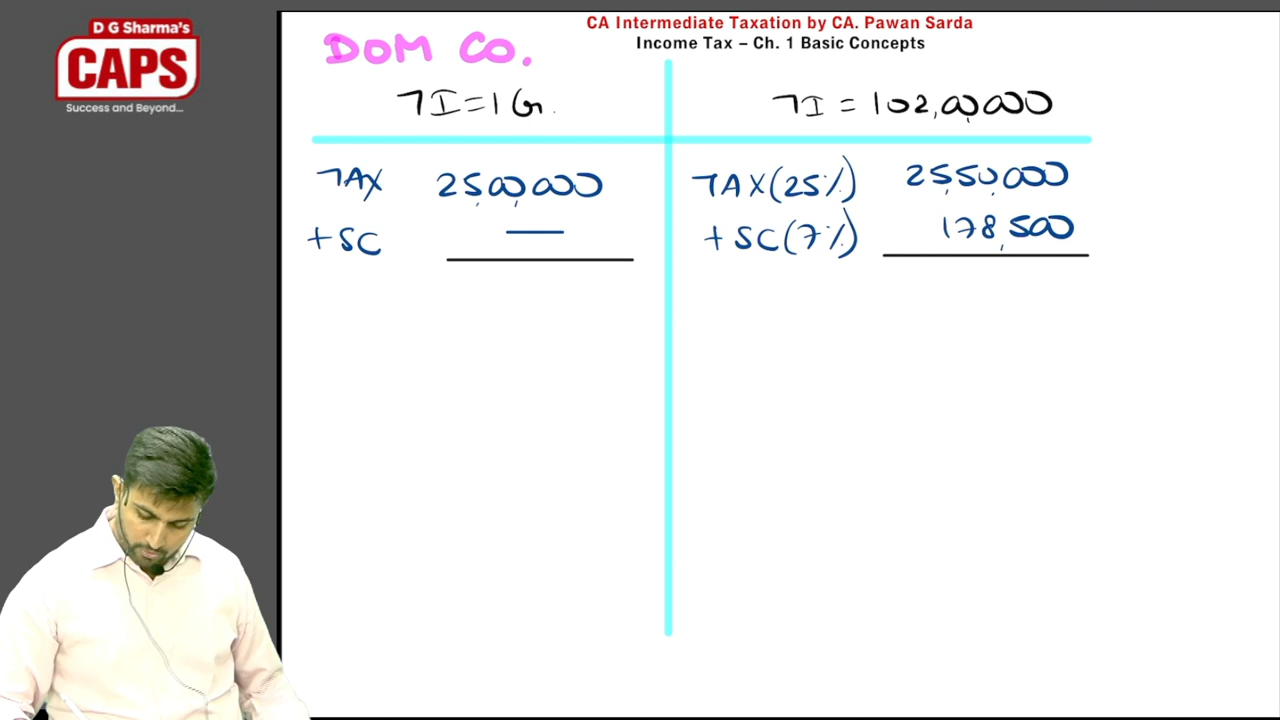 D G Sharma's
CAPS
Success and Beyond...
CA Intermediate Taxation by CA. Pawan Sarda
Income Tax – Ch. 1 Basic Concepts
DOM CO.
TI = 1 Cr.
TAX 25,00,000
+ SC —
TI = 102,00,000
TAX (25%) 25,50,000
+ SC (7%) 178,500